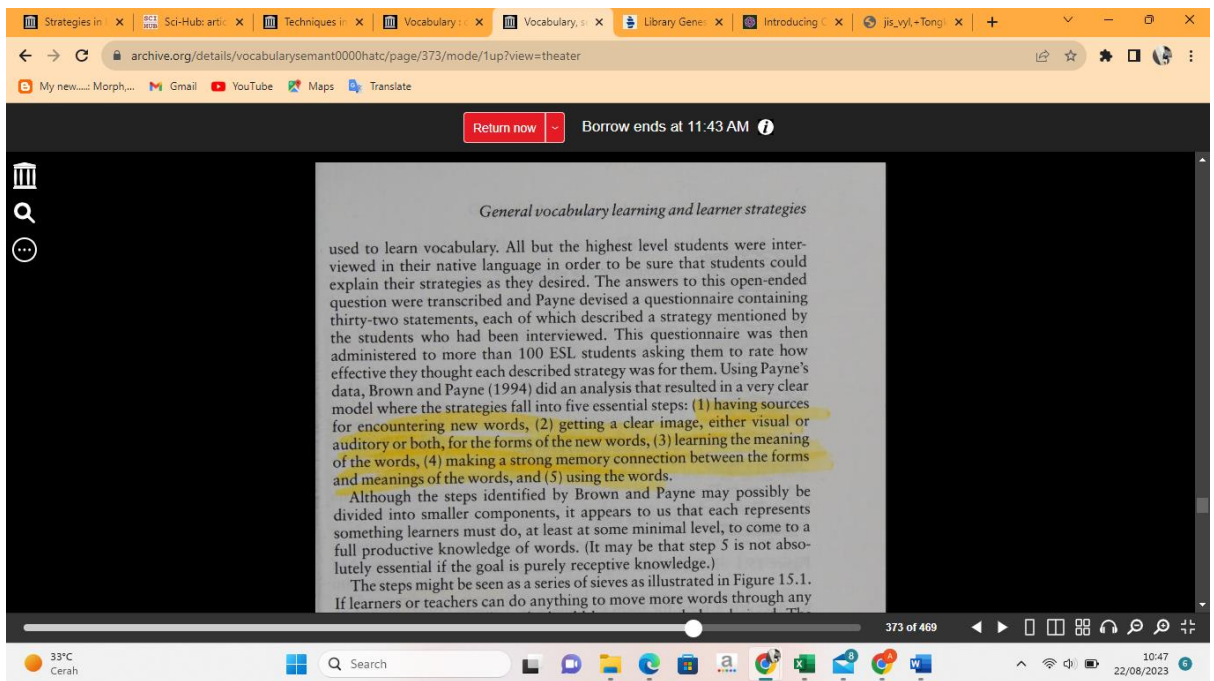 Strategies in
Sci-Hub: artic
Techniques in
Vocabulary : c
Vocabulary, s
Library Genes
Introducing C
jis_vyl,+Tongi
archive.org/details/vocabularysemant0000hatc/page/373/mode/1up?view=theater
My new.....: Morph,...
Gmail
YouTube
Maps
Translate
Return now
Borrow ends at 11:43 AM
General vocabulary learning and learner strategies
used to learn vocabulary. All but the highest level students were inter-
viewed in their native language in order to be sure that students could
explain their strategies as they desired. The answers to this open-ended
question were transcribed and Payne devised a questionnaire containing
thirty-two statements, each of which described a strategy mentioned by
the students who had been interviewed. This questionnaire was then
administered to more than 100 ESL students asking them to rate how
effective they thought each described strategy was for them. Using Payne's
data, Brown and Payne (1994) did an analysis that resulted in a very clear
model where the strategies fall into five essential steps: (1) having sources
for encountering new words, (2) getting a clear image, either visual or
auditory or both, for the forms of the new words, (3) learning the meaning
of the words, (4) making a strong memory connection between the forms
and meanings of the words, and (5) using the words.
Although the steps identified by Brown and Payne may possibly be
divided into smaller components, it appears to us that each represents
something learners must do, at least at some minimal level, to come to a
full productive knowledge of words. (It may be that step 5 is not abso-
lutely essential if the goal is purely receptive knowledge.)
The steps might be seen as a series of sieves as illustrated in Figure 15.1.
If learners or teachers can do anything to move more words through any
373 of 469
33°C
Cerah
Search
10:47
22/08/2023